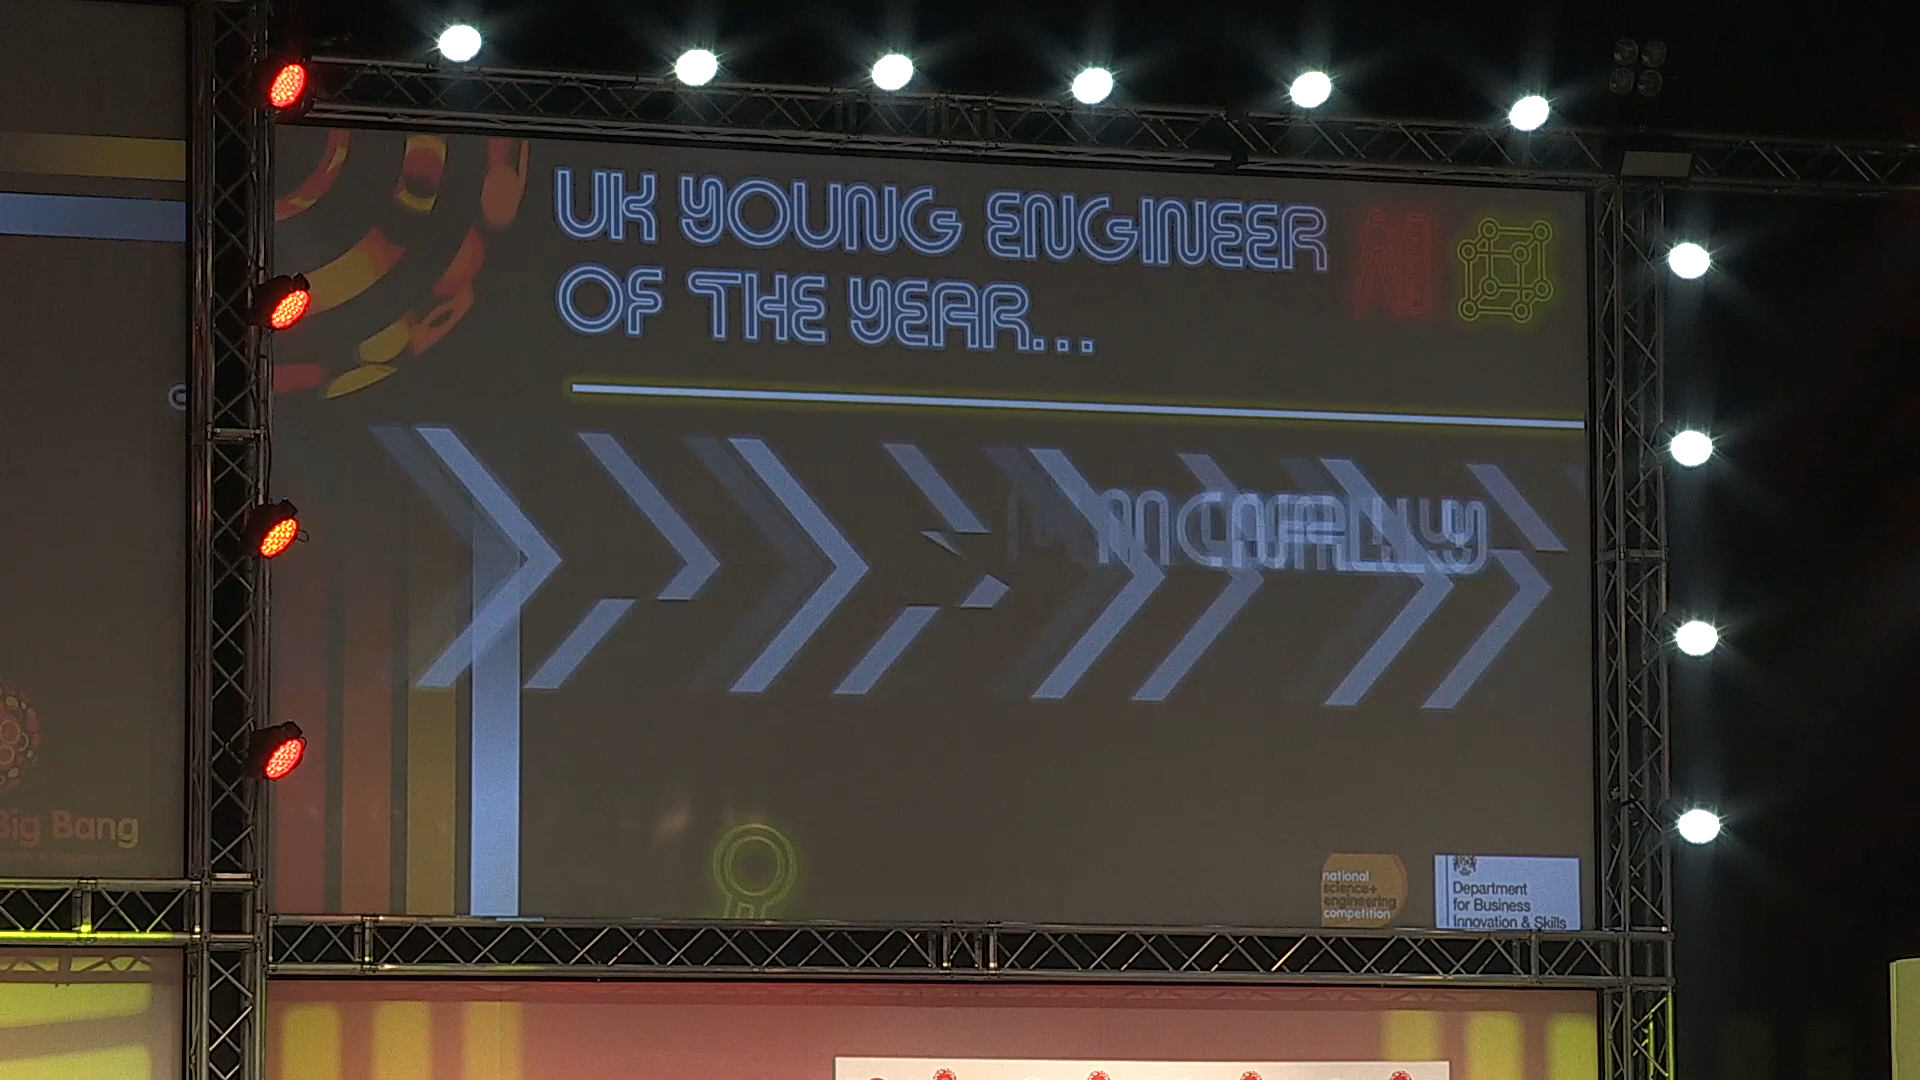 UK YOUNG ENGINEER
OF THE YEAR...
MCNALLY
Big Bang
national
science+
engineering
competition
Department
for Business
Innovation & Skills